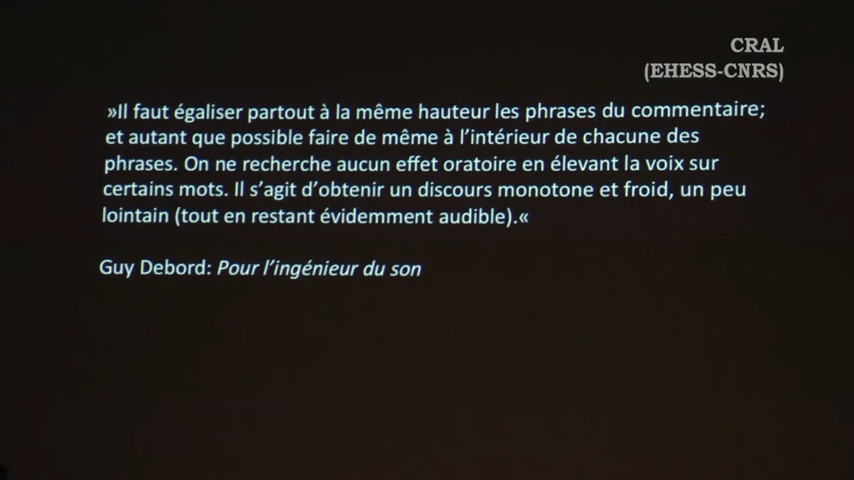 CRAL
(EHESS-CNRS)
»Il faut égaliser partout à la même hauteur les phrases du commentaire;
et autant que possible faire de même à l’intérieur de chacune des
phrases. On ne recherche aucun effet oratoire en élevant la voix sur
certains mots. Il s’agit d’obtenir un discours monotone et froid, un peu
lointain (tout en restant évidemment audible).«
Guy Debord: Pour l’ingénieur du son